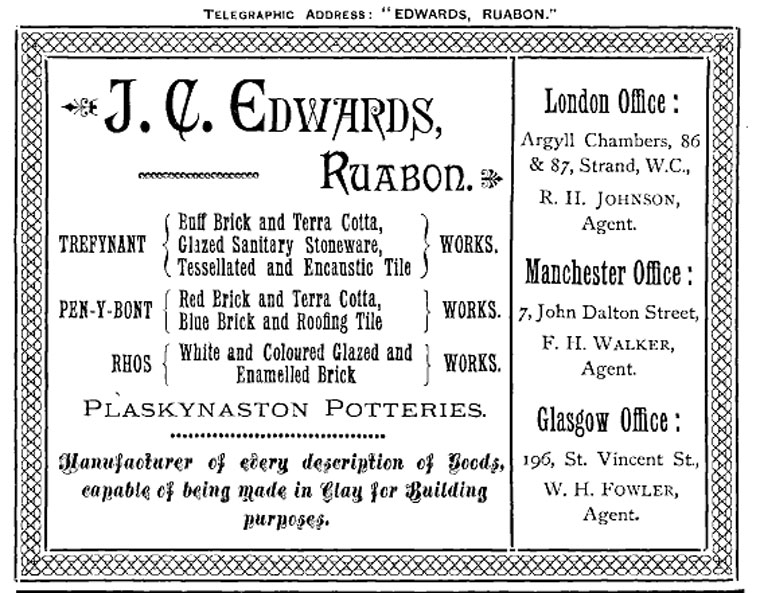 TELEGRAPHIC ADDRESS: "EDWARDS, RUABON."
J. C. EDWARDS,
RUABON.
TREFYNANT { Buff Brick and Terra Cotta, Glazed Sanitary Stoneware, Tessellated and Encaustic Tile } WORKS.
PEN-Y-BONT { Red Brick and Terra Cotta, Blue Brick and Roofing Tile } WORKS.
RHOS { White and Coloured Glazed and Enamelled Brick } WORKS.
PLASKYNASTON POTTERIES.
Manufacturer of every description of Goods,
capable of being made in Clay for Building
purposes.
London Office:
Argyll Chambers, 86
& 87, Strand, W.C.,
R. H. JOHNSON,
Agent.
Manchester Office:
7, John Dalton Street,
F. H. WALKER,
Agent.
Glasgow Office:
196, St. Vincent St.,
W. H. FOWLER,
Agent.